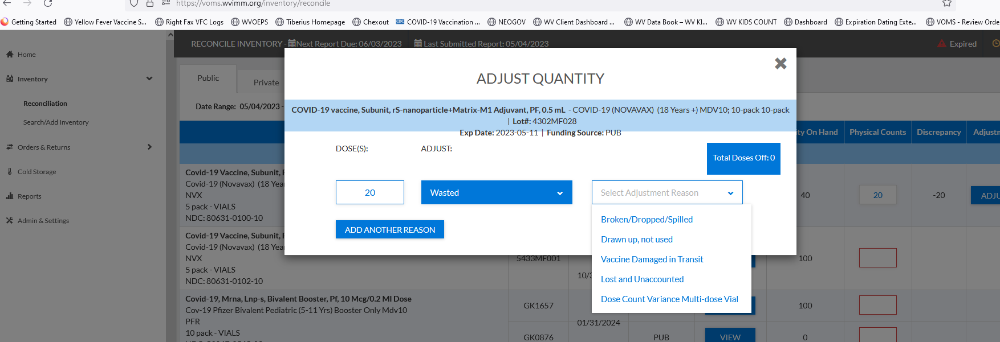 https://voms.wvimm.org/inventory/reconcile
Getting Started Yellow Fever Vaccine S... Right Fax VFC Logs WVOEPS Tiberius Homepage Chexout CDC COVID-19 Vaccination ... NEOGOV WV Client Dashboard ... WV Data Book – WV KI... WV KIDS COUNT Dashboard Expiration Dating Exte... VOMS - Review Orde
RECONCILE INVENTORY - Next Report Due: 06/03/2023 Last Submitted Report: 05/04/2023 Expired
Home
Inventory
Reconciliation
Search/Add Inventory
Orders & Returns
Cold Storage
Reports
Admin & Settings
Public Private
Date Range: 05/04/2023 -
ADJUST QUANTITY
COVID-19 vaccine, Subunit, rS-nanoparticle+Matrix-M1 Adjuvant, PF, 0.5 mL - COVID-19 (NOVAVAX) (18 Years +) MDV10; 10-pack 10-pack
| Lot#: 4302MF028
Exp Date: 2023-05-11 | Funding Source: PUB
DOSE(S): ADJUST:
Total Doses Off: 0
20 Wasted Select Adjustment Reason
Broken/Dropped/Spilled
Drawn up, not used
Vaccine Damaged in Transit
Lost and Unaccounted
Dose Count Variance Multi-dose Vial
ADD ANOTHER REASON
ty On Hand Physical Counts Discrepancy Adjustm
Covid-19 Vaccine, Subunit,
Covid-19 (Novavax) (18 Yea
NVX
5 pack - VIALS
NDC: 80631-0100-10
40 20 -20 ADJU
Covid-19 Vaccine, Subunit,
Covid-19 (Novavax) (18 Yea
NVX
5 pack - VIALS
NDC: 80631-0102-10
5433MF001 10/3 100
Covid-19, Mrna, Lnp-s, Bivalent Booster, Pf, 10 Mcg/0.2 Ml Dose
Cov-19 Pfizer Bivalent Pediatric (5-11 Yrs) Booster Only Mdv10
PFR
10 pack - VIALS
GK1657 100
01/31/2024
GK0876 PUB VIEW 0